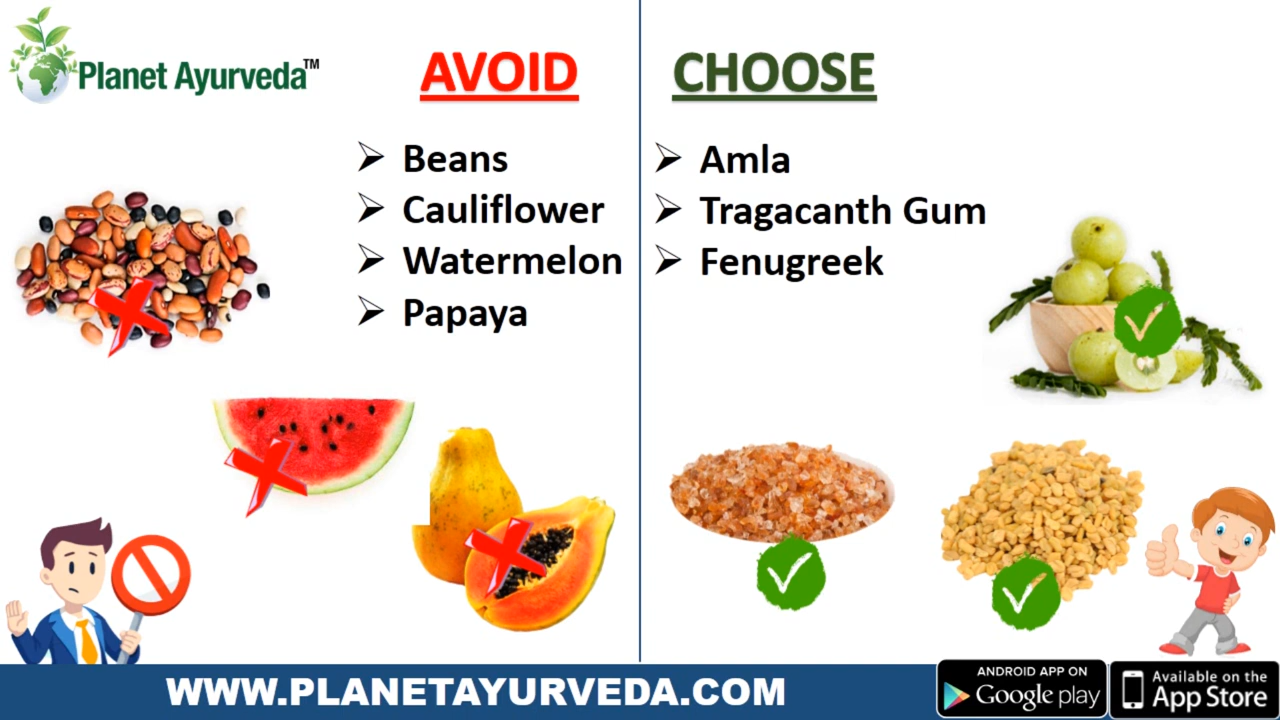 Planet Ayurveda™
AVOID
Beans
Cauliflower
Watermelon
Papaya
CHOOSE
Amla
Tragacanth Gum
Fenugreek
WWW.PLANETAYURVEDA.COM
ANDROID APP ON
Google play
Available on the
App Store